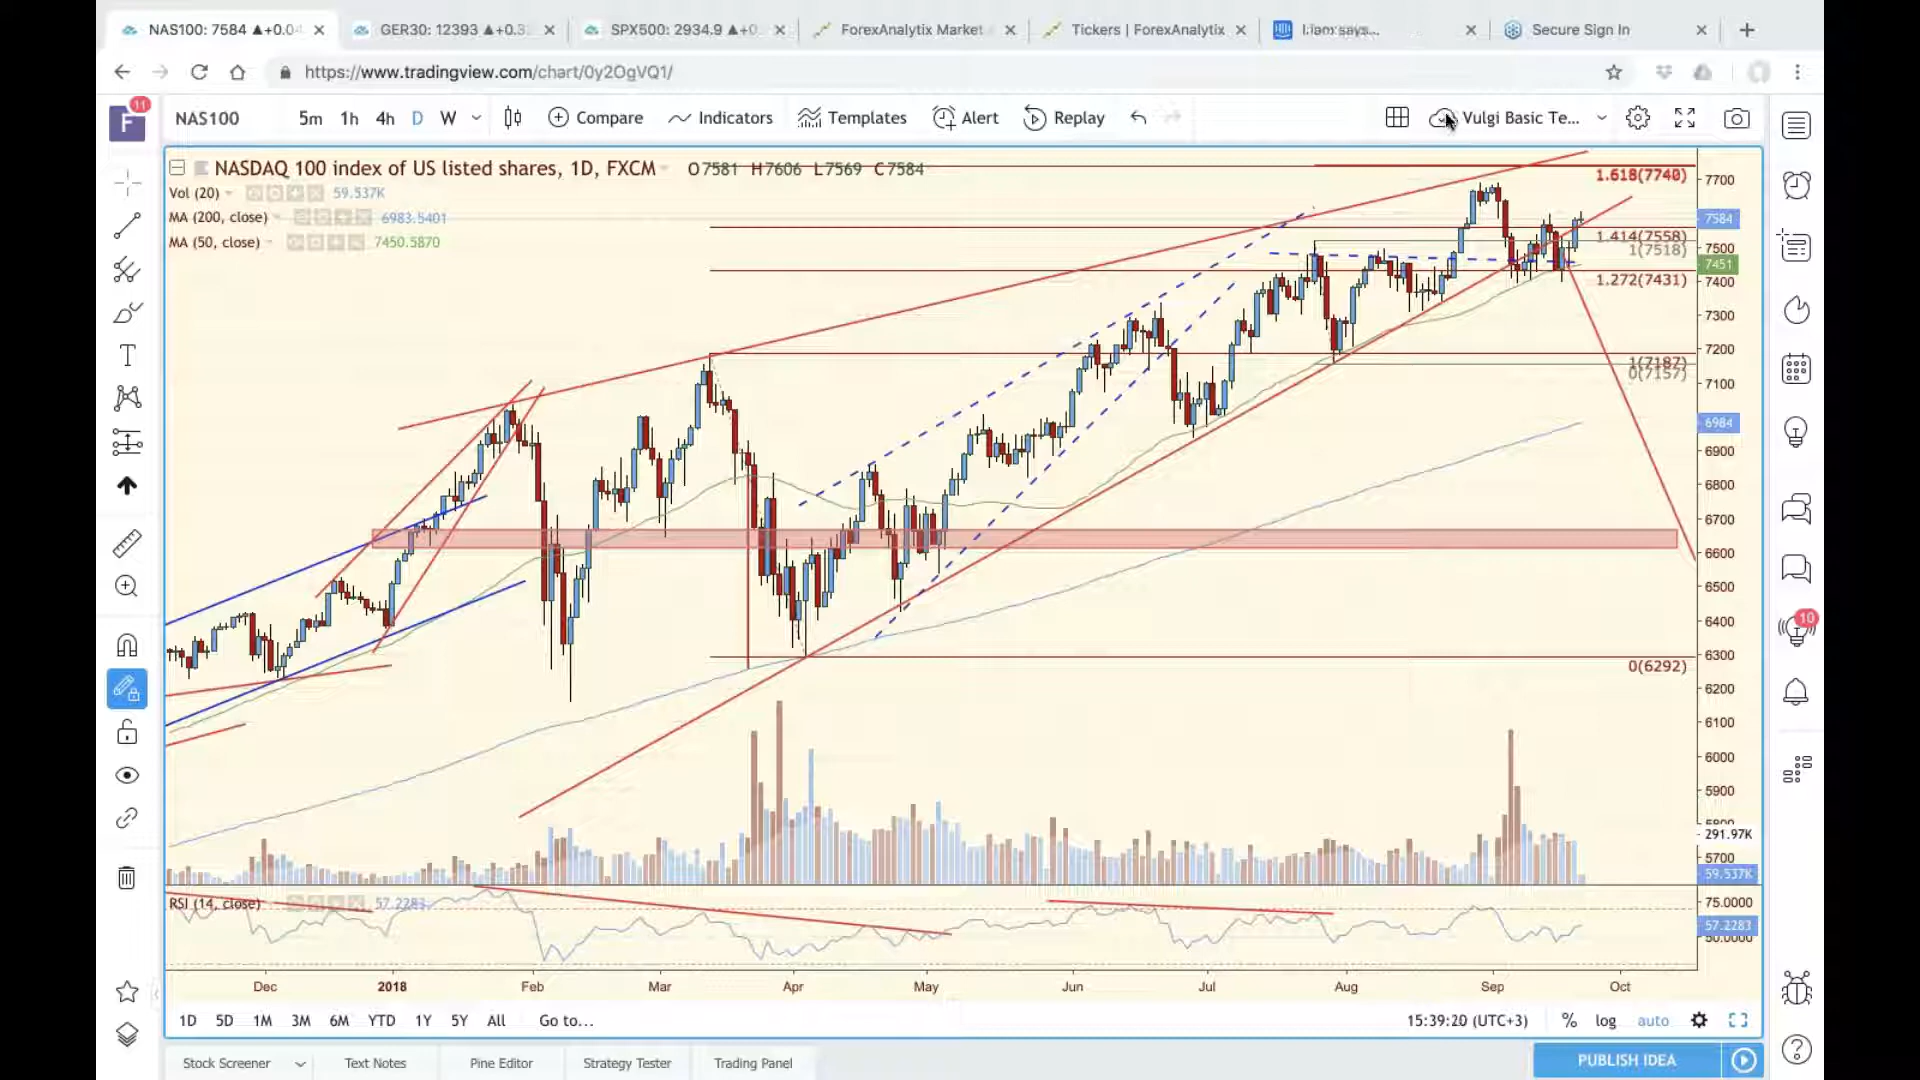 NAS100: 7584 ▲+0.0
GER30: 12393 ▲+0.3
SPX500: 2934.9 ▲+0
ForexAnalytix Market
Tickers | ForexAnalytix
Liam says...
Secure Sign In
https://www.tradingview.com/chart/0y2OgVQ1/
F
11
NAS100
5m
1h
4h
D
W
Compare
Indicators
Templates
Alert
Replay
Vulgi Basic Te...
NASDAQ 100 index of US listed shares, 1D, FXCM
O7581 H7606 L7569 C7584
Vol (20)
59.537K
MA (200, close)
6983.5401
MA (50, close)
7450.5870
1.618(7740)
1.414(7558)
1(7518)
1.272(7431)
1(7187)
0(7157)
0(6292)
7700
7584
7500
7451
7400
7300
7200
7100
6984
6900
6800
6700
6600
6500
6400
6300
6200
6100
6000
5900
5800
291.97K
5700
59.537K
RSI (14, close)
57.2283
75.0000
57.2283
50.0000
Dec
2018
Feb
Mar
Apr
May
Jun
Jul
Aug
Sep
Oct
1D
5D
1M
3M
6M
YTD
1Y
5Y
All
Go to...
15:39:20 (UTC+3)
%
log
auto
Stock Screener
Text Notes
Pine Editor
Strategy Tester
Trading Panel
PUBLISH IDEA
10